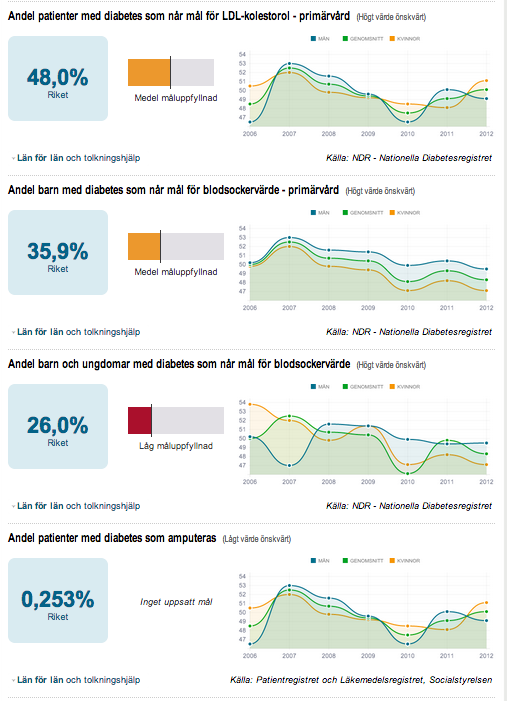 Andel patienter med diabetes som når mål för LDL-kolestorol - primärvård (Högt värde önskvärt)
MÄN GENOMSNITT KVINNOR
48,0%
Riket
Medel måluppfyllnad
54
53
52
51
50
49
48
47
2006 2007 2008 2009 2010 2011 2012
Län för län och tolkningshjälp
Källa: NDR - Nationella Diabetesregistret
Andel barn med diabetes som når mål för blodsockervärde - primärvård (Högt värde önskvärt)
MÄN GENOMSNITT KVINNOR
35,9%
Riket
Medel måluppfyllnad
54
53
52
51
50
49
48
47
2006 2007 2008 2009 2010 2011 2012
Län för län och tolkningshjälp
Källa: NDR - Nationella Diabetesregistret
Andel barn och ungdomar med diabetes som når mål för blodsockervärde (Högt värde önskvärt)
MÄN GENOMSNITT KVINNOR
26,0%
Riket
Låg måluppfyllnad
54
53
52
51
50
49
48
47
2006 2007 2008 2009 2010 2011 2012
Län för län och tolkningshjälp
Källa: NDR - Nationella Diabetesregistret
Andel patienter med diabetes som amputeras (Lågt värde önskvärt)
MÄN GENOMSNITT KVINNOR
0,253%
Riket
Inget uppsatt mål
54
53
52
51
50
49
48
47
2006 2007 2008 2009 2010 2011 2012
Län för län och tolkningshjälp
Källa: Patientregistret och Läkemedelsregistret, Socialstyrelsen